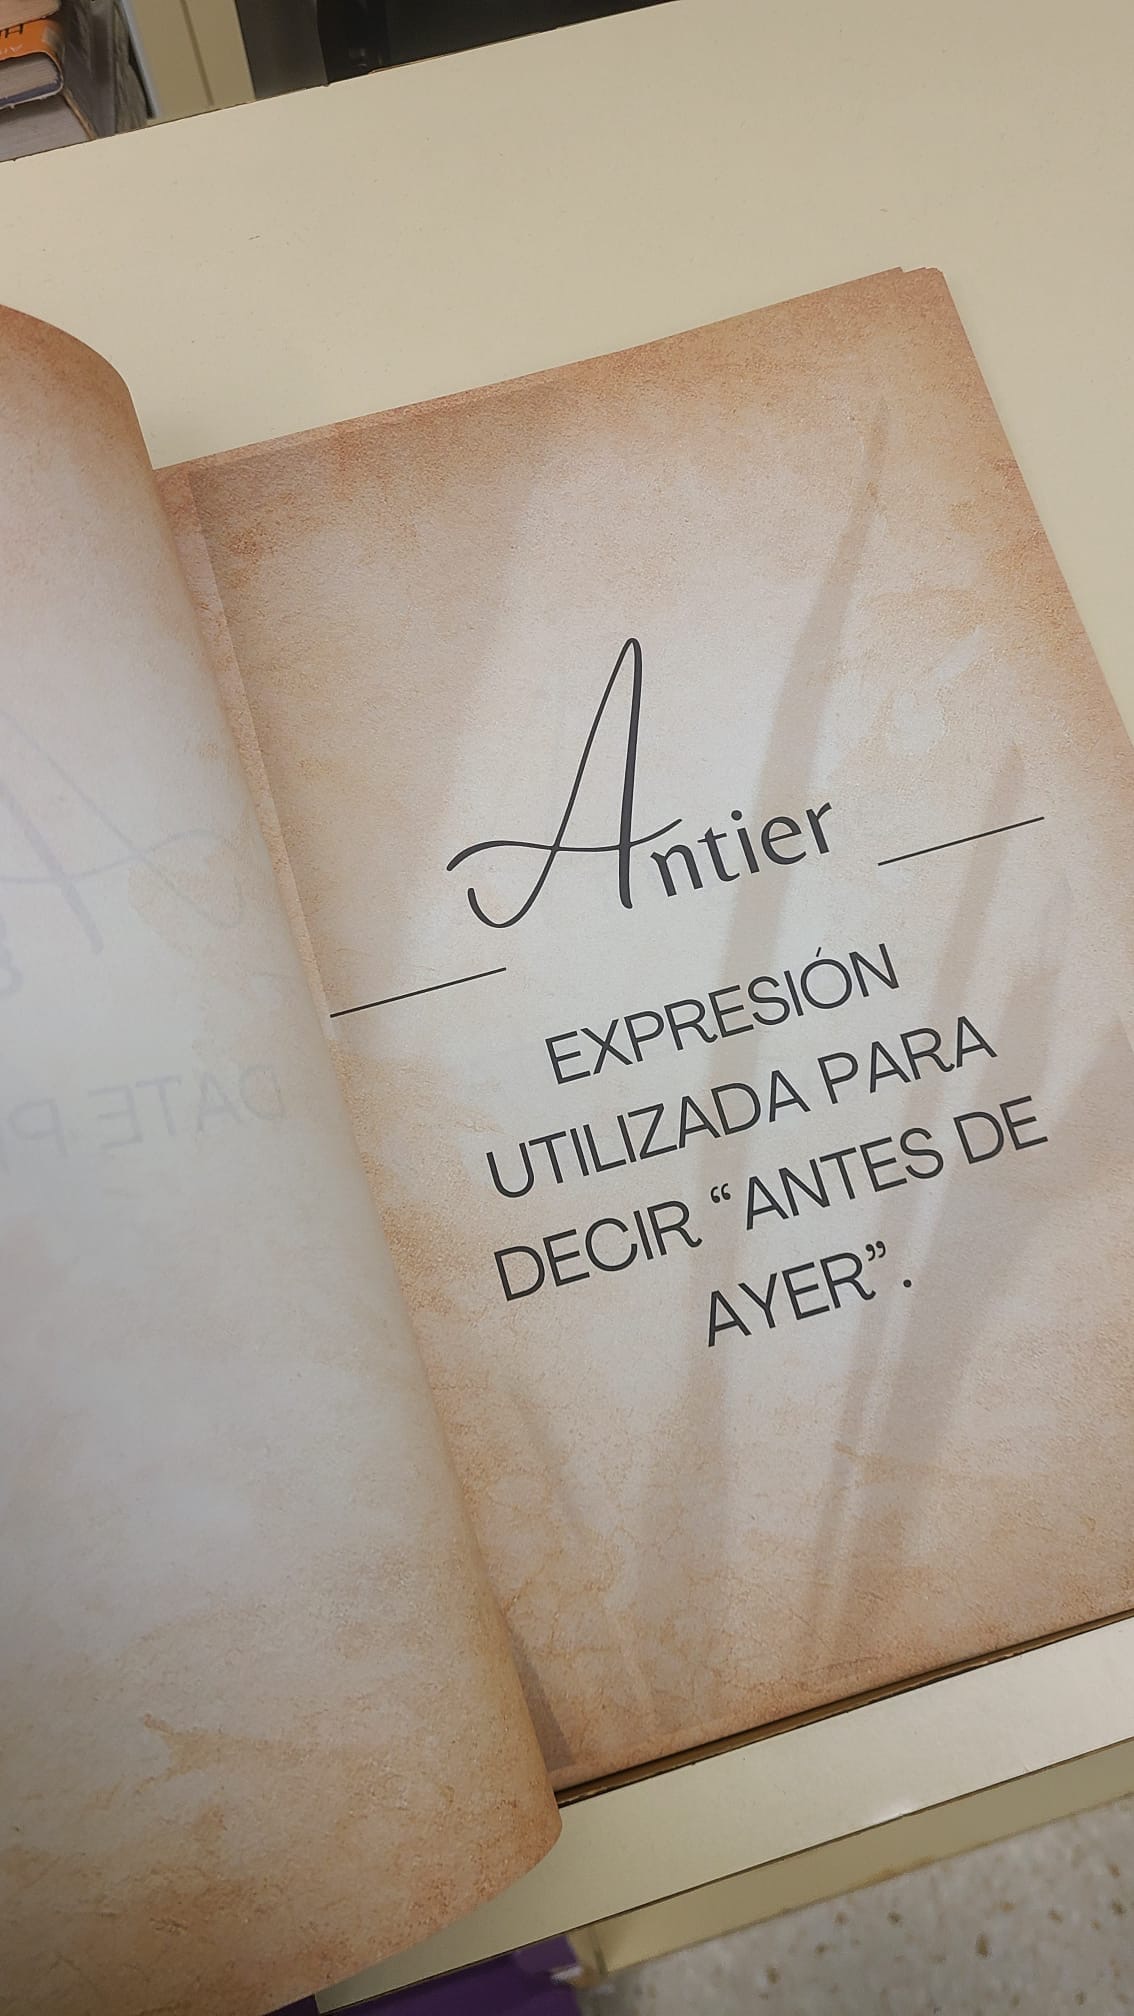 Antier
EXPRESIÓN
UTILIZADA PARA
DECIR “ANTES DE
AYER”.